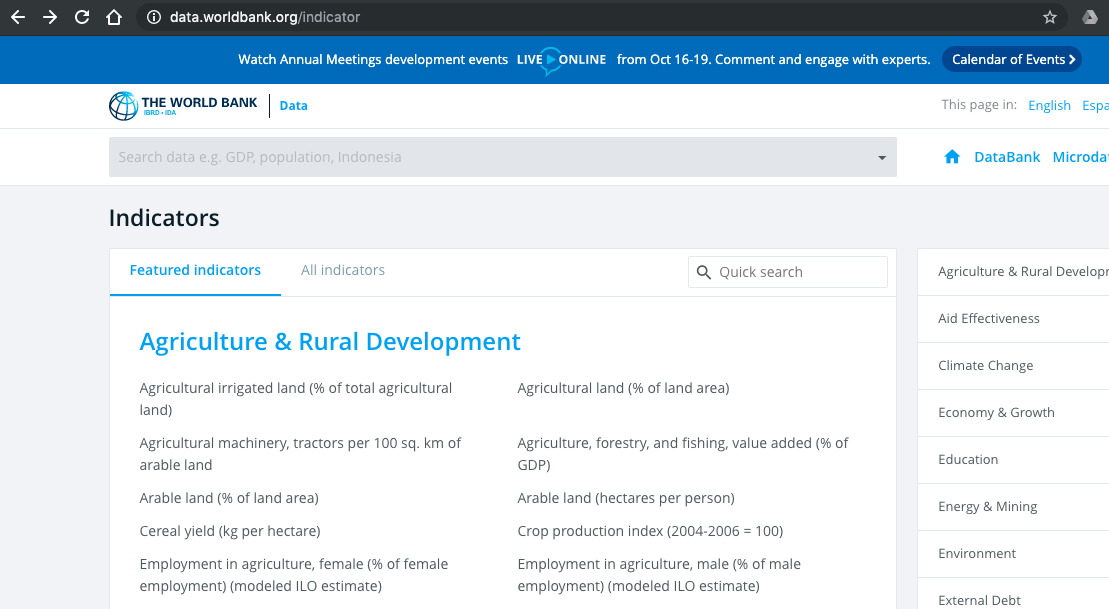 data.worldbank.org/indicator
Watch Annual Meetings development events LIVE ONLINE from Oct 16-19. Comment and engage with experts. Calendar of Events
THE WORLD BANK
IBRD • IDA
Data
This page in: English Espa
Search data e.g. GDP, population, Indonesia
DataBank Microdat
Indicators
Featured indicators All indicators Quick search
Agriculture & Rural Development
Agricultural irrigated land (% of total agricultural
land)
Agricultural land (% of land area)
Agricultural machinery, tractors per 100 sq. km of
arable land
Agriculture, forestry, and fishing, value added (% of
GDP)
Arable land (% of land area)
Arable land (hectares per person)
Cereal yield (kg per hectare)
Crop production index (2004-2006 = 100)
Employment in agriculture, female (% of female
employment) (modeled ILO estimate)
Employment in agriculture, male (% of male
employment) (modeled ILO estimate)
Agriculture & Rural Developm
Aid Effectiveness
Climate Change
Economy & Growth
Education
Energy & Mining
Environment
External Debt